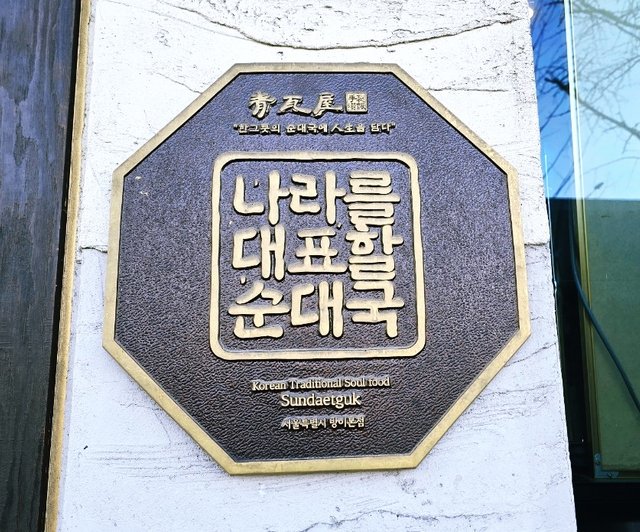 青瓦屋
"한그릇의 순대국에 人生을 담다"
나라를
대표할
순대국
Korean Traditional Soul food
Sundaetguk
서울특별시 방이본점